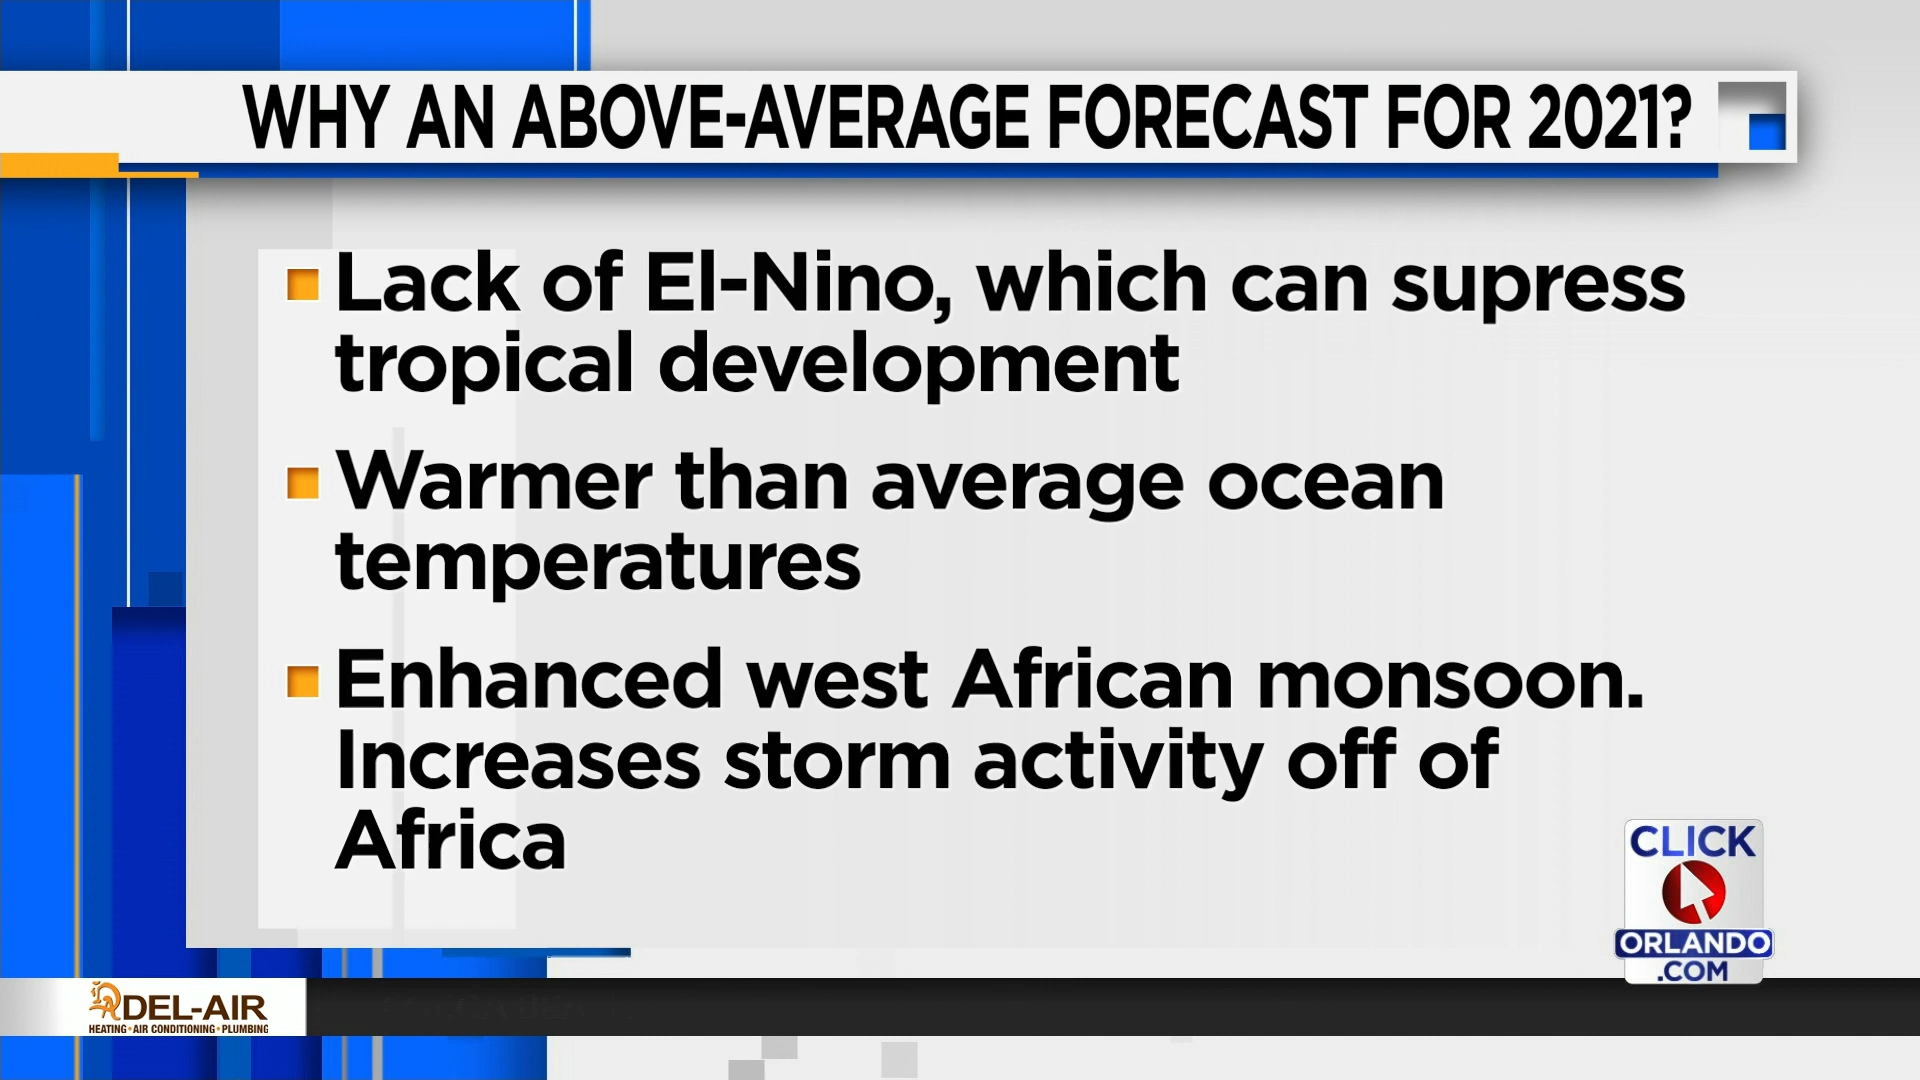 WHY AN ABOVE-AVERAGE FORECAST FOR 2021?
Lack of El-Nino, which can supress
tropical development
Warmer than average ocean
temperatures
Enhanced west African monsoon.
Increases storm activity off of
Africa
CLICK
ORLANDO
.COM
DEL-AIR
HEATING•AIR CONDITIONING•PLUMBING